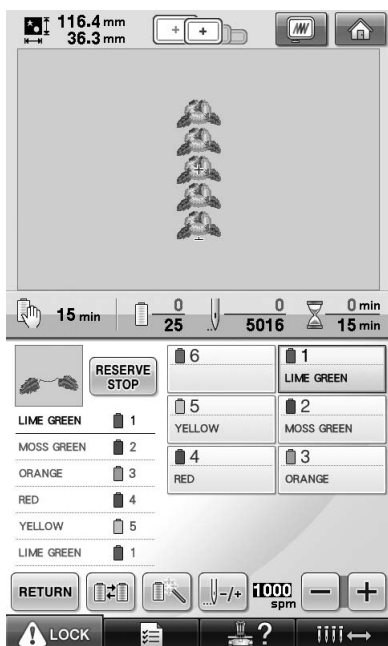 116.4 mm
36.3 mm
15 min
0
25
0
5016
0 min
15 min
RESERVE
STOP
LIME GREEN 1
MOSS GREEN 2
ORANGE 3
RED 4
YELLOW 5
LIME GREEN 1
6
1
LIME GREEN
5
YELLOW
2
MOSS GREEN
4
RED
3
ORANGE
RETURN
-/+
1000
spm
− +
LOCK
?